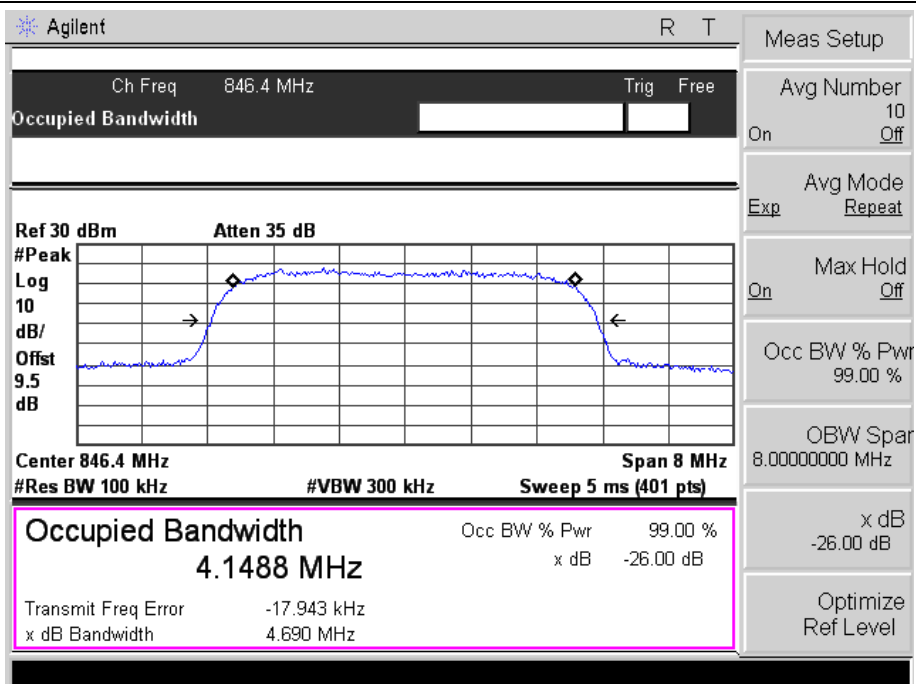 Agilent R T
Ch Freq 846.4 MHz Trig Free
Occupied Bandwidth
Ref 30 dBm Atten 35 dB
#Peak
Log
10
dB/
Offst
9.5
dB
Center 846.4 MHz Span 8 MHz
#Res BW 100 kHz #VBW 300 kHz Sweep 5 ms (401 pts)
Occupied Bandwidth Occ BW % Pwr 99.00 %
4.1488 MHz x dB -26.00 dB
Transmit Freq Error -17.943 kHz
x dB Bandwidth 4.690 MHz
Meas Setup
Avg Number
10
On Off
Avg Mode
Exp Repeat
Max Hold
On Off
Occ BW % Pwr
99.00 %
OBW Span
8.00000000 MHz
x dB
-26.00 dB
Optimize
Ref Level